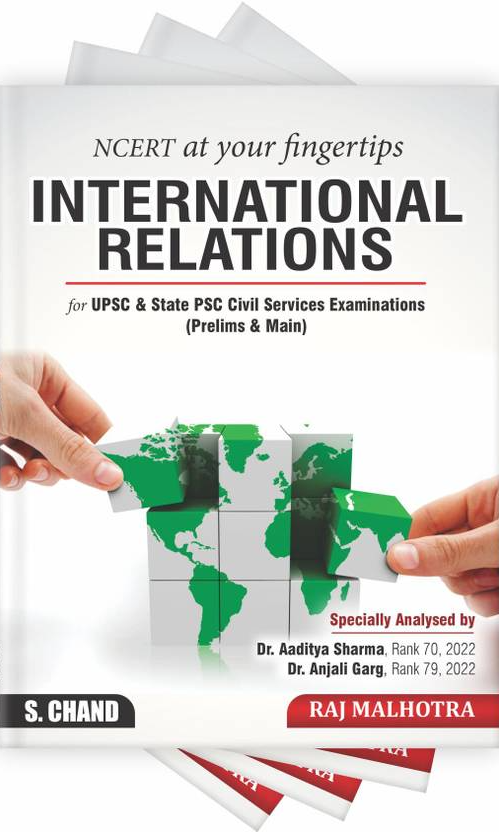 NCERT at your fingertips
INTERNATIONAL
RELATIONS
for UPSC & State PSC Civil Services Examinations
(Prelims & Main)
Specially Analysed by
Dr. Aaditya Sharma, Rank 70, 2022
Dr. Anjali Garg, Rank 79, 2022
S. CHAND
RAJ MALHOTRA